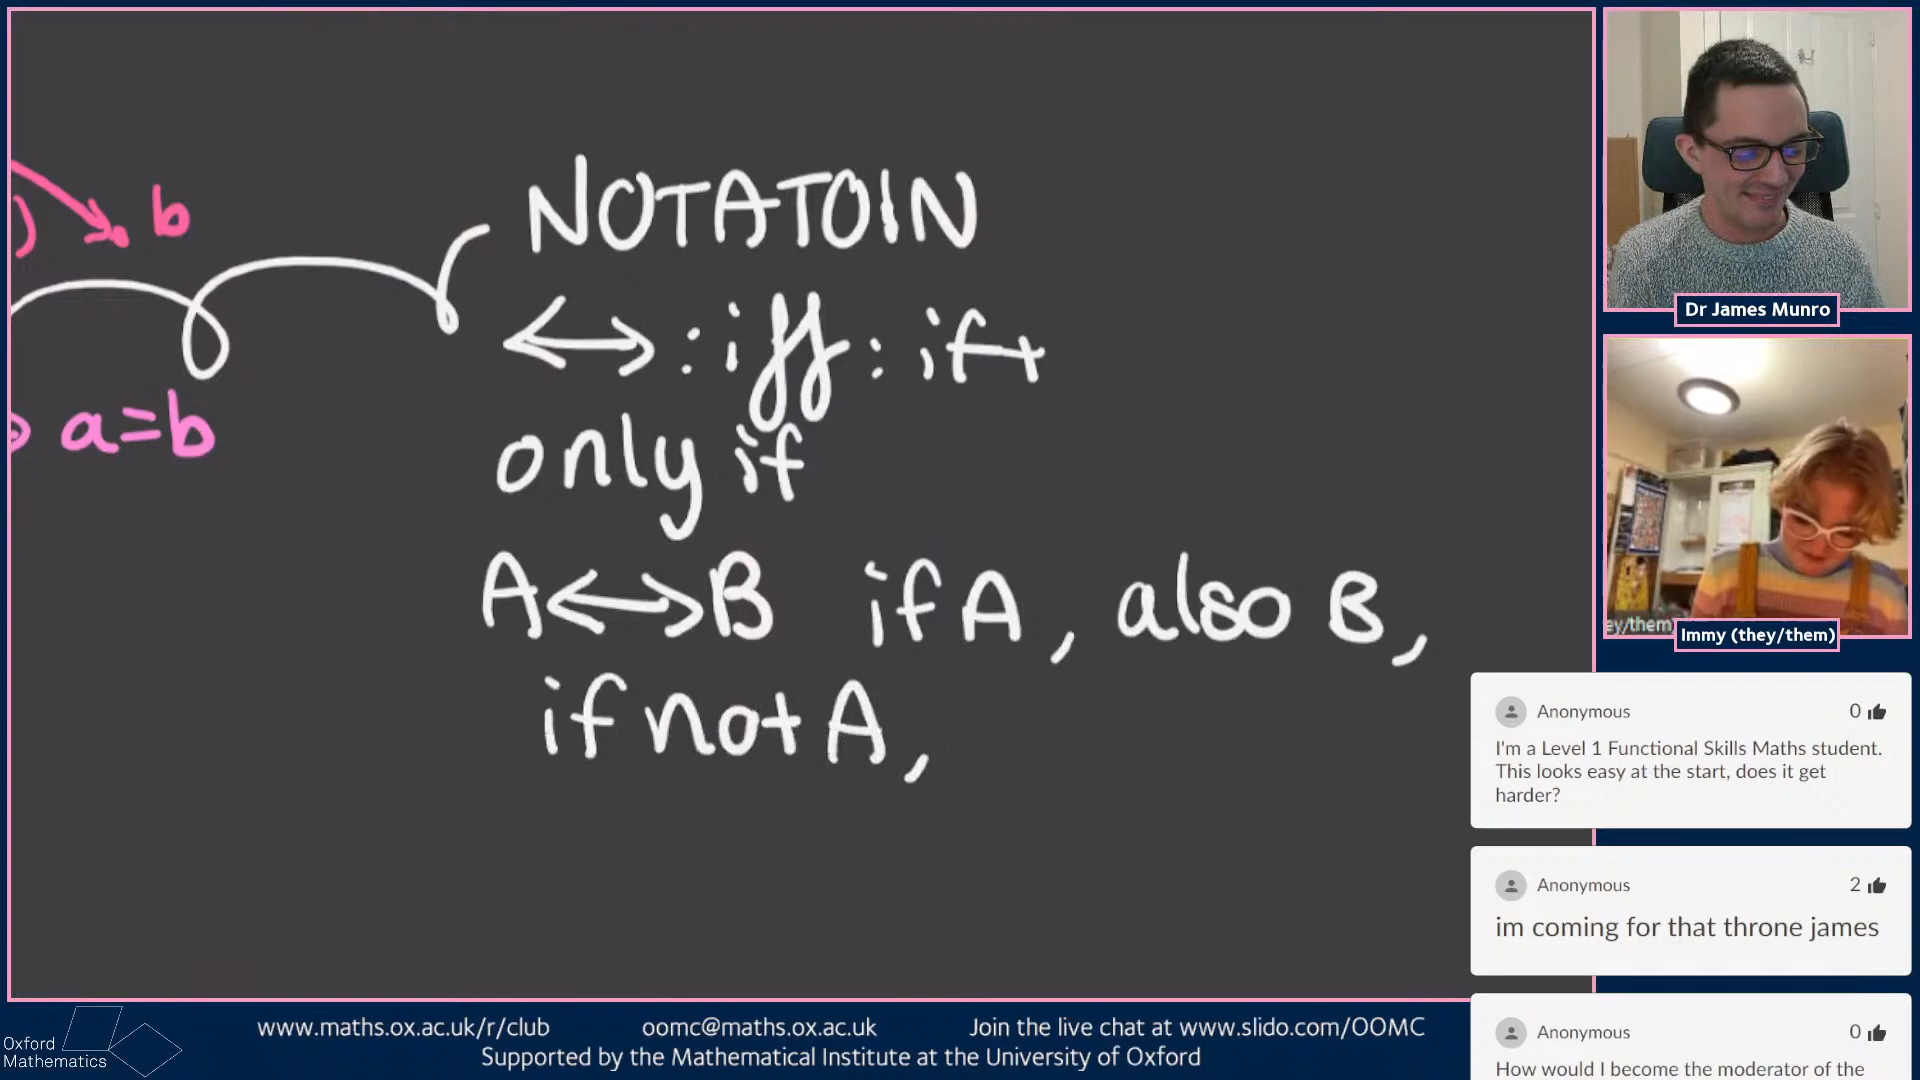 b
a=b
NOTATOIN
↔ : iff : if +
only if
A↔B if A, also B,
if not A,
Dr James Munro
ey/them
Immy (they/them)
Anonymous 0
I'm a Level 1 Functional Skills Maths student.
This looks easy at the start, does it get
harder?
Anonymous 2
im coming for that throne james
Anonymous 0
How would I become the moderator of the
Oxford
Mathematics
www.maths.ox.ac.uk/r/club oomc@maths.ox.ac.uk Join the live chat at www.slido.com/OOMC
Supported by the Mathematical Institute at the University of Oxford